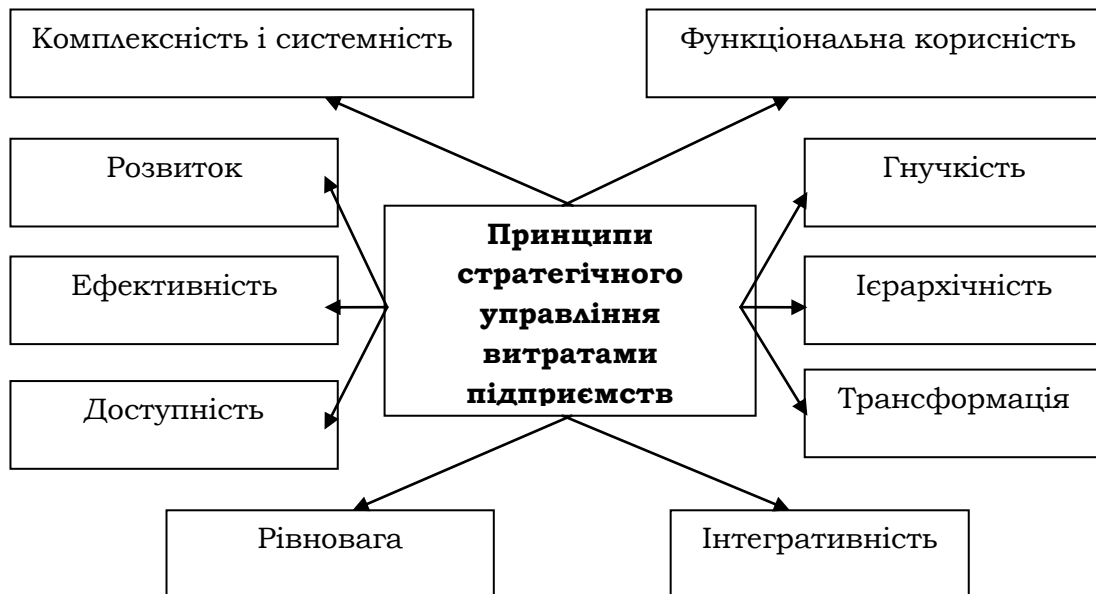 Комплексність і системність
Функціональна корисність
Розвиток
Гнучкість
Принципи
стратегічного
управління
витратами
підприємств
Ефективність
Ієрархічність
Доступність
Трансформація
Рівновага
Інтегративність